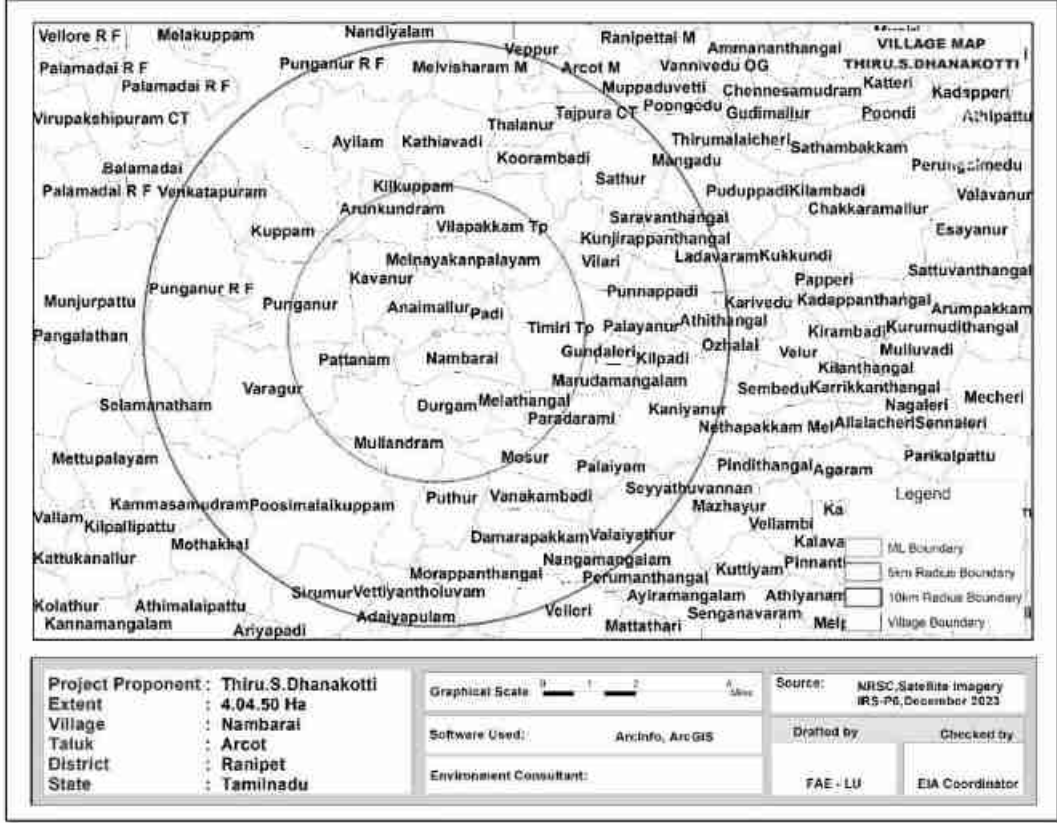 Vellore R F Melakuppam Nandiyalam Ranipettai M
Veppur Ammananthangal VILLAGE MAP
Palamadai R F Punganur R F Melvisharam M Arcot M Vannivedu OG THIRU.S.DHANAKOTTI
Palamadai R F Muppaduvetti Chennesamudram Katteri Kadapperi
Virupakshipuram CT Thalanur Tajpura CT Poongodu Gudimallur Poondi Athipattu
Ayilam Kathiavadi Thirumalaicheri Sathambakkam
Balamadai Koorambadi Mangadu
Palamadai R F Venkatapuram Kilkuppam Sathur Puduppadi Kilambadi Valavanur
Arunkundram Saravanthangal Chakkaramallur
Kuppam Vilapakkam Tp Kunjirappanthangal Esayanur
Melnayakanpalayam Vilari Ladavaram Kukkundi
Kavanur Papperi Sattuvanthangal
Munjurpattu Punganur R F Punganur Punnappadi Karivedu Kadappanthangal Arumpakkam
Anaimallur Padi
Pangalathan Timiri Tp Palayanur Athithangal Kirambadi Kurumudithangal
Pattanam Nambarai Gundaleri Kilpadi Ozhalai Velur Mulluvadi
Kilanthangal
Varagur Marudamangalam Sembedu Karrikkanthangal Mecheri
Selamanatham Durgam Melathangal Kaniyanur Nagaleri
Paradarami Nethapakkam Mel Allalacheri Sennaleri
Mullandram
Mettupalayam Mosur Palaiyam Pindithangal Agaram Parikalpattu
Kammasamudram Poosimalaikuppam Puthur Vanakambadi Seyyathuvannan Legend
Vallam Mazhayur Ka
Kilpallipattu Vellambi
Mothakkal Damarapakkam Valaiyathur Kalava ML Boundary
Kattukanallur Nangamangalam Pinnanti
Morappanthangal Perumanthangal Kuttiyam 5km Radius Boundary
Sirumur Vettiyantholuvam Ayiramangalam Athiyanam 10km Radius Boundary
Kolathur Athimalaipattu Adaiyapulam Velleri Senganavaram
Kannamangalam Ariyapadi Mattathari Melp Village Boundary
Project Proponent : Thiru.S.Dhanakotti
Extent : 4.04.50 Ha
Village : Nambarai
Taluk : Arcot
District : Ranipet
State : Tamilnadu
Graphical Scale 0 1 2 4 Miles
Software Used: ArcInfo, ArcGIS
Environment Consultant:
Source: NRSC,Satellite Imagery
IRS-P6,December 2023
Drafted by Checked by
FAE - LU EIA Coordinator